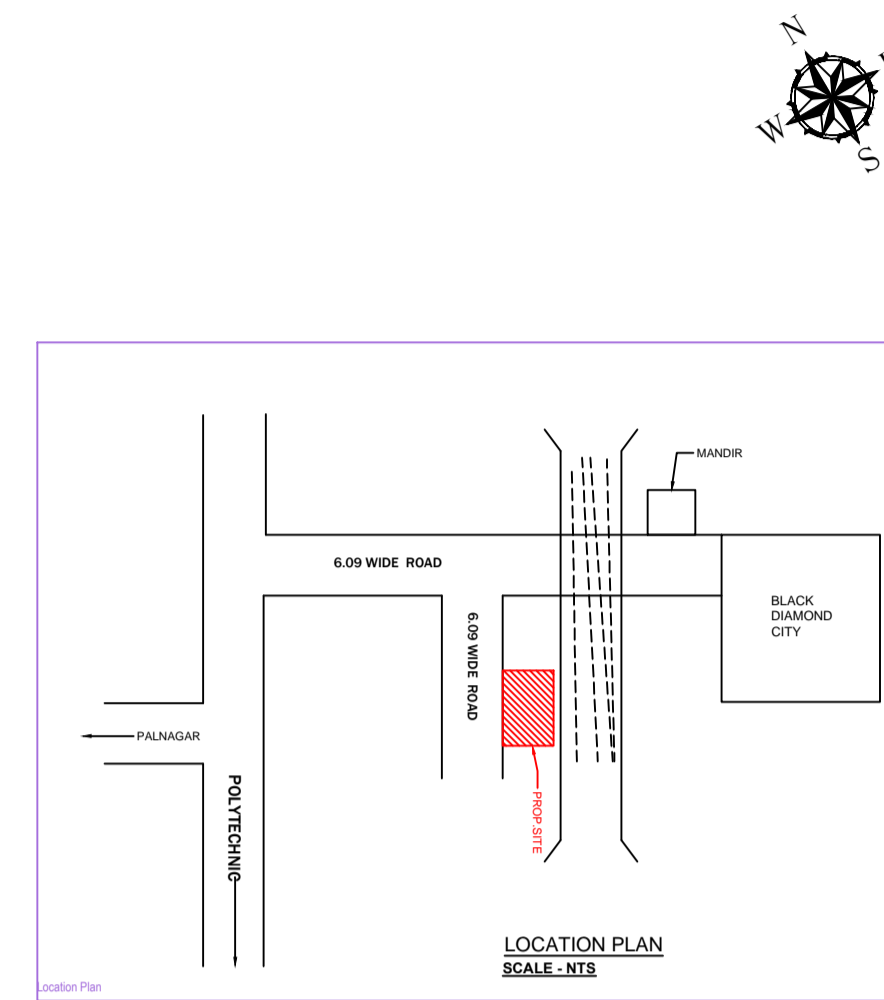 N
W
S
MANDIR
6.09 WIDE ROAD
BLACK
DIAMOND
CITY
6.09 WIDE ROAD
PALNAGAR
POLYTECHNIC
PROP.SITE
LOCATION PLAN
SCALE - NTS
Location Plan